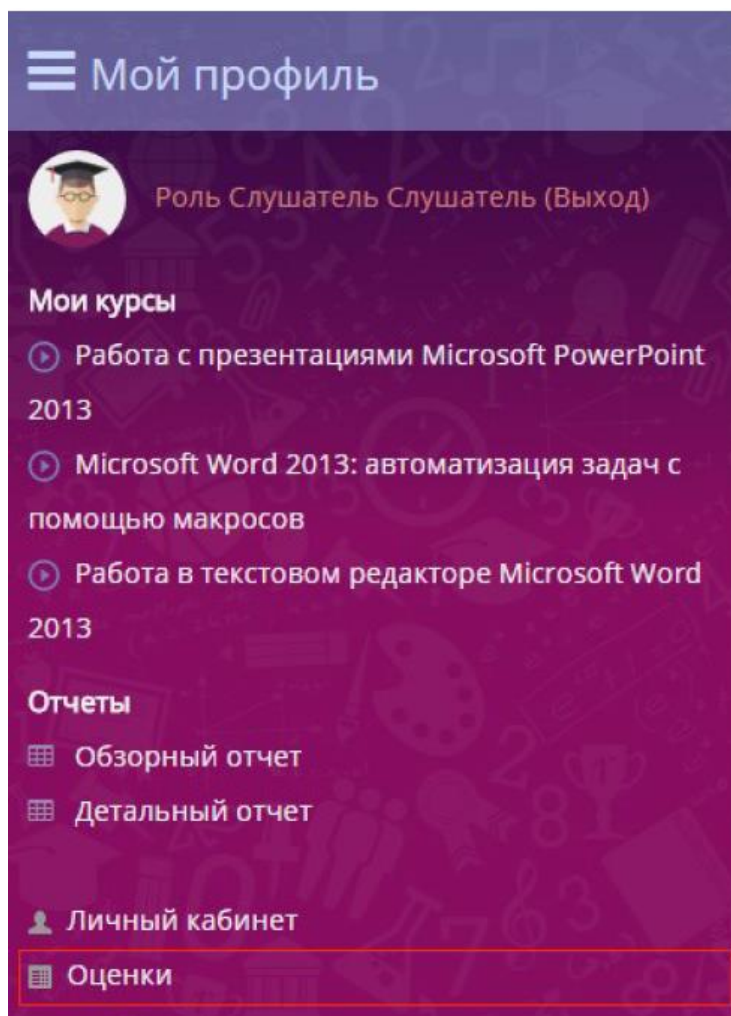 Мой профиль
Роль Слушатель Слушатель (Выход)
Мои курсы
Работа с презентациями Microsoft PowerPoint
2013
Microsoft Word 2013: автоматизация задач с
помощью макросов
Работа в текстовом редакторе Microsoft Word
2013
Отчеты
Обзорный отчет
Детальный отчет
Личный кабинет
Оценки